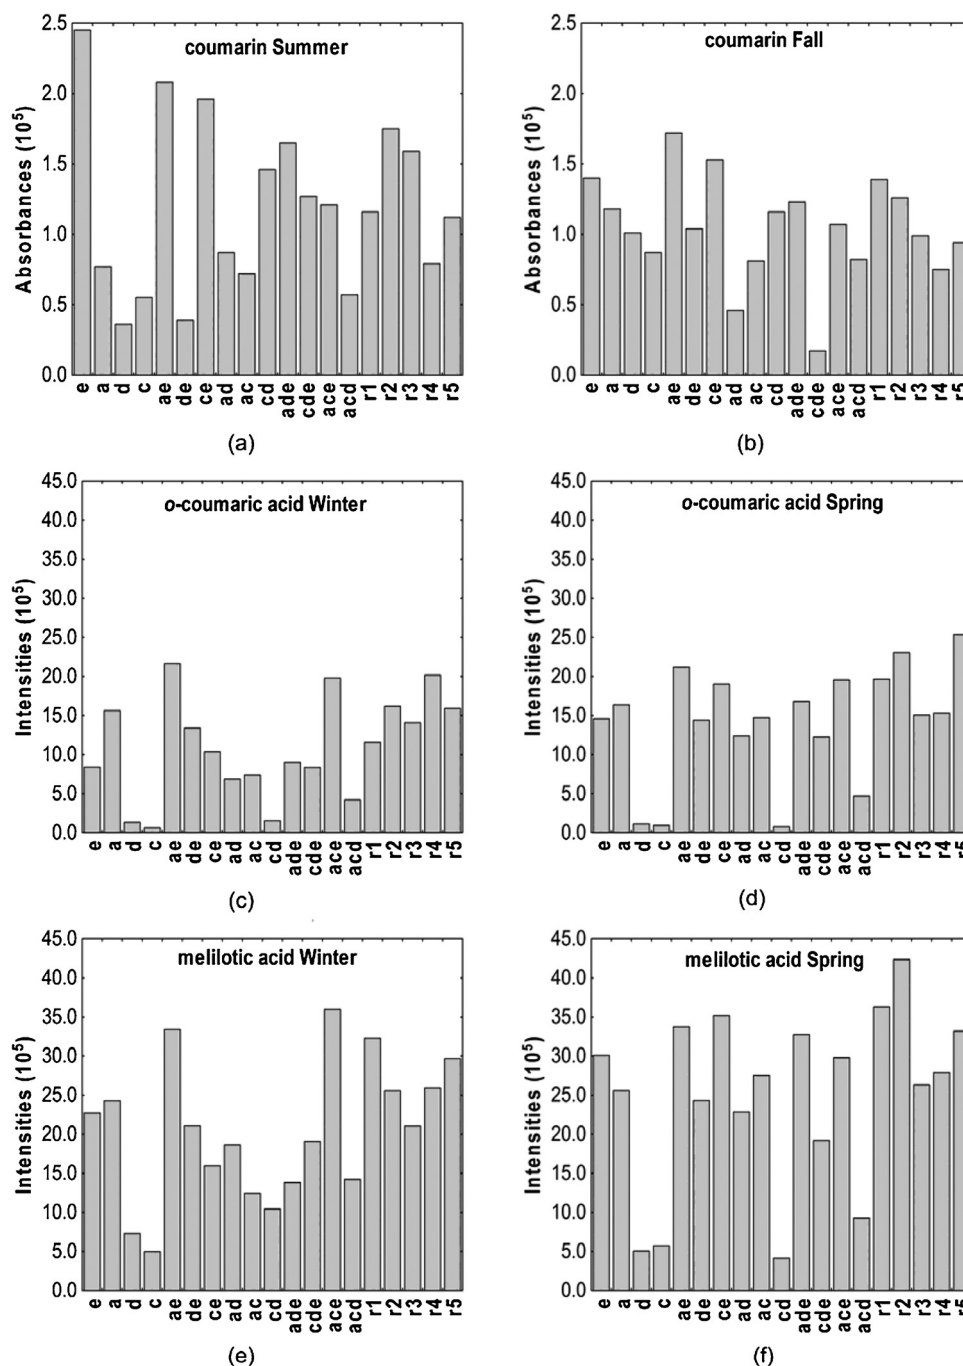 coumarin Summer
Absorbances (10⁵)
2.5
2.0
1.5
1.0
0.5
0.0
e a d c ae de ce ad ac cd ade cde ace acd r1 r2 r3 r4 r5
(a)
coumarin Fall
Absorbances (10⁵)
2.5
2.0
1.5
1.0
0.5
0.0
e a d c ae de ce ad ac cd ade cde ace acd r1 r2 r3 r4 r5
(b)
o-coumaric acid Winter
Intensities (10⁵)
45.0
40.0
35.0
30.0
25.0
20.0
15.0
10.0
5.0
0.0
e a d c ae de ce ad ac cd ade cde ace acd r1 r2 r3 r4 r5
(c)
o-coumaric acid Spring
Intensities (10⁵)
45.0
40.0
35.0
30.0
25.0
20.0
15.0
10.0
5.0
0.0
e a d c ae de ce ad ac cd ade cde ace acd r1 r2 r3 r4 r5
(d)
melilotic acid Winter
Intensities (10⁵)
45.0
40.0
35.0
30.0
25.0
20.0
15.0
10.0
5.0
0.0
e a d c ae de ce ad ac cd ade cde ace acd r1 r2 r3 r4 r5
(e)
melilotic acid Spring
Intensities (10⁵)
45.0
40.0
35.0
30.0
25.0
20.0
15.0
10.0
5.0
0.0
e a d c ae de ce ad ac cd ade cde ace acd r1 r2 r3 r4 r5
(f)